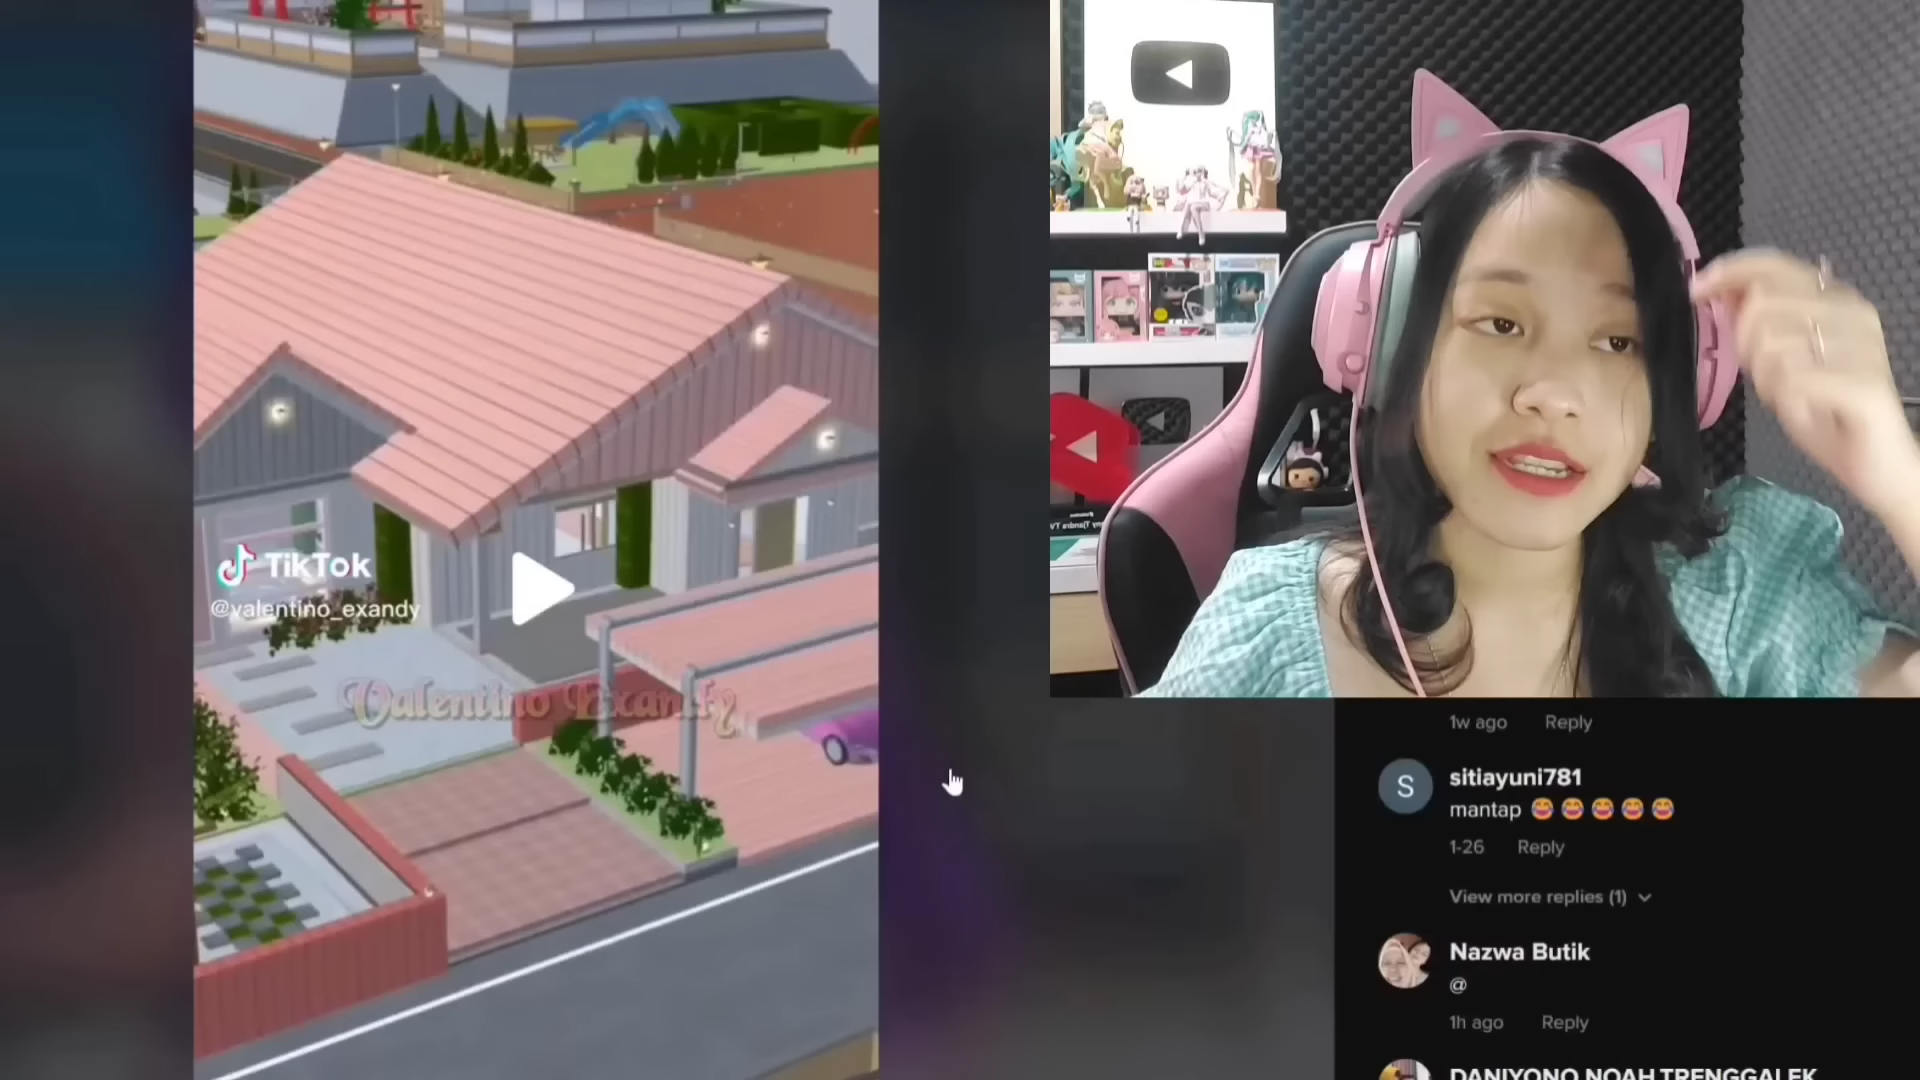 TikTok
@valentino_exandy
Valentino Exandy
1w ago Reply
S
sitiayuni781
mantap 😂😂😂😂😂
1-26 Reply
View more replies (1)
Nazwa Butik
@
1h ago Reply
DANIYONO NOAH TRENGGALEK